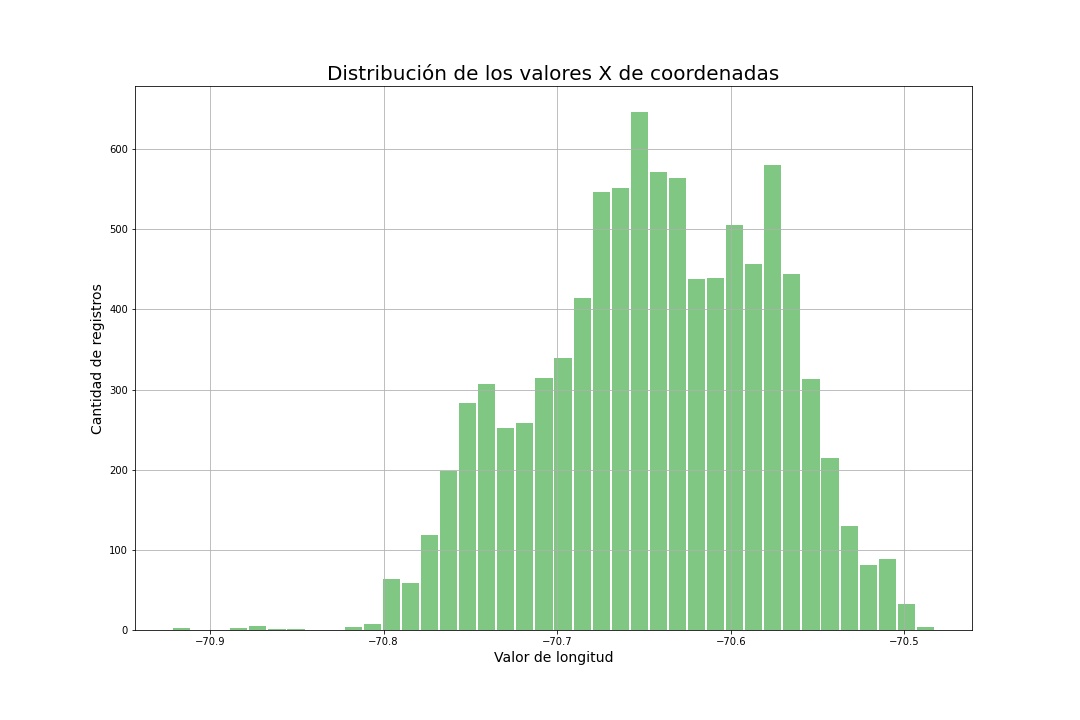 Distribución de los valores X de coordenadas
Cantidad de registros
600
500
400
300
200
100
0
−70.9 −70.8 −70.7 −70.6 −70.5
Valor de longitud